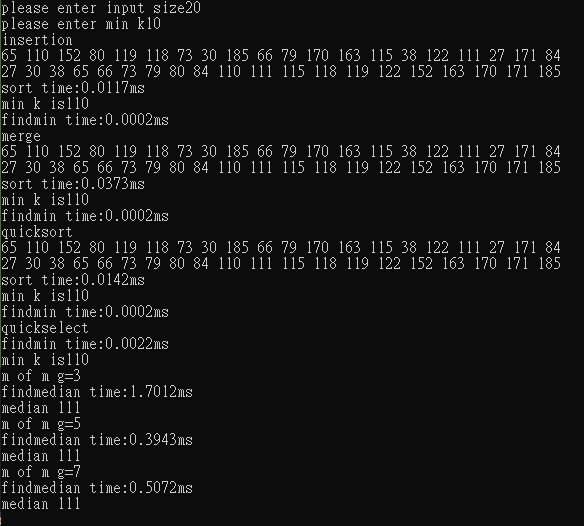 please enter input size20
please enter min k10
insertion
65 110 152 80 119 118 73 30 185 66 79 170 163 115 38 122 111 27 171 84
27 30 38 65 66 73 79 80 84 110 111 115 118 119 122 152 163 170 171 185
sort time:0.0117ms
min k is110
findmin time:0.0002ms
merge
65 110 152 80 119 118 73 30 185 66 79 170 163 115 38 122 111 27 171 84
27 30 38 65 66 73 79 80 84 110 111 115 118 119 122 152 163 170 171 185
sort time:0.0373ms
min k is110
findmin time:0.0002ms
quicksort
65 110 152 80 119 118 73 30 185 66 79 170 163 115 38 122 111 27 171 84
27 30 38 65 66 73 79 80 84 110 111 115 118 119 122 152 163 170 171 185
sort time:0.0142ms
min k is110
findmin time:0.0002ms
quickselect
findmin time:0.0022ms
min k is110
m of m g=3
findmedian time:1.7012ms
median 111
m of m g=5
findmedian time:0.3943ms
median 111
m of m g=7
findmedian time:0.5072ms
median 111